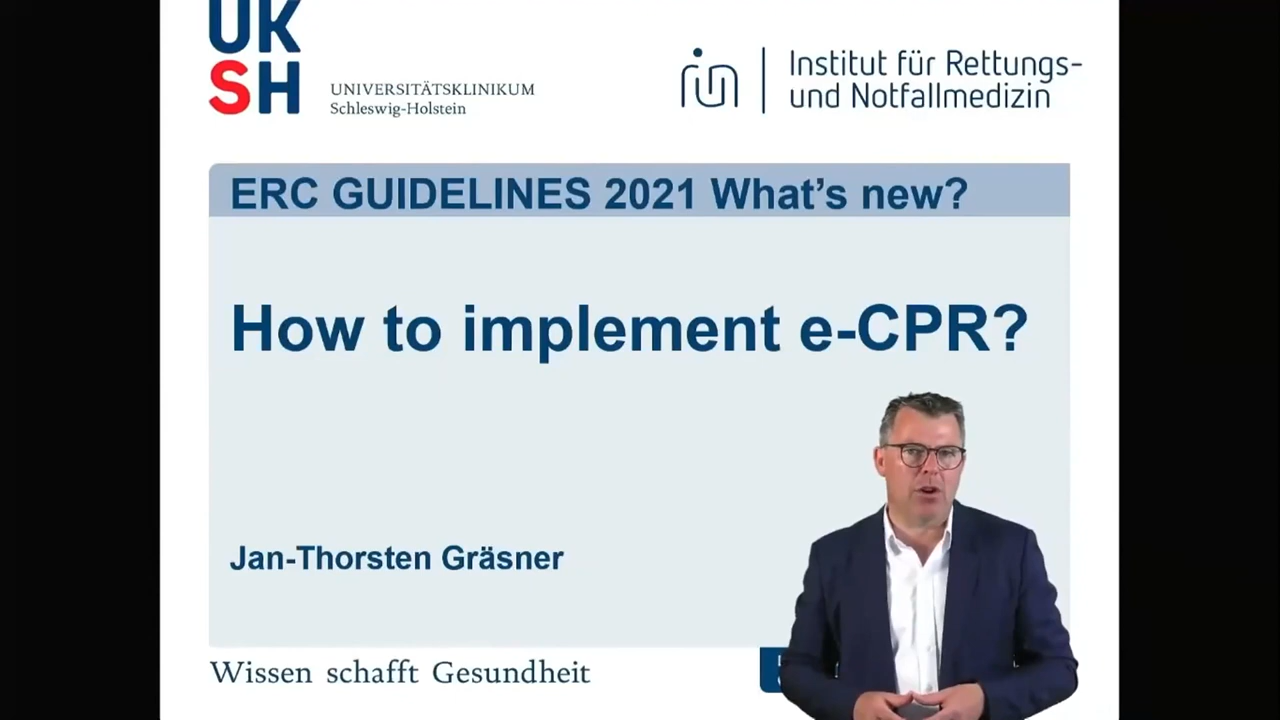 UK
SH
UNIVERSITÄTSKLINIKUM
Schleswig-Holstein
Institut für Rettungs-
und Notfallmedizin
ERC GUIDELINES 2021 What's new?
How to implement e-CPR?
Jan-Thorsten Gräsner
Wissen schafft Gesundheit